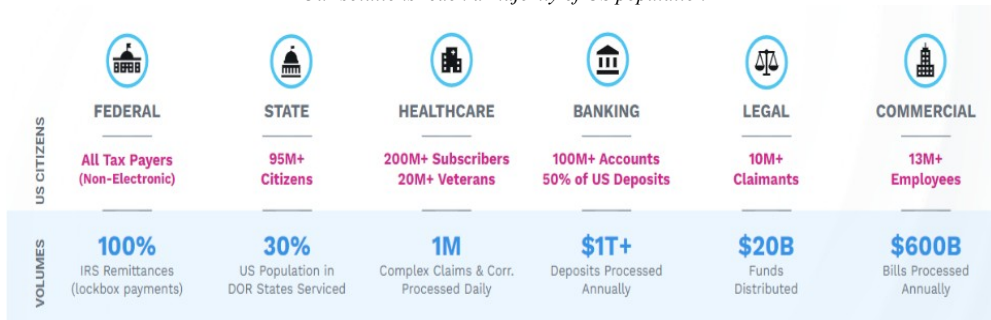 FEDERAL
STATE
HEALTHCARE
BANKING
LEGAL
COMMERCIAL
US CITIZENS
All Tax Payers
(Non-Electronic)
95M+
Citizens
200M+ Subscribers
20M+ Veterans
100M+ Accounts
50% of US Deposits
10M+
Claimants
13M+
Employees
VOLUMES
100%
IRS Remittances
(lockbox payments)
30%
US Population in
DOR States Serviced
1M
Complex Claims & Corr.
Processed Daily
$1T+
Deposits Processed
Annually
$20B
Funds
Distributed
$600B
Bills Processed
Annually